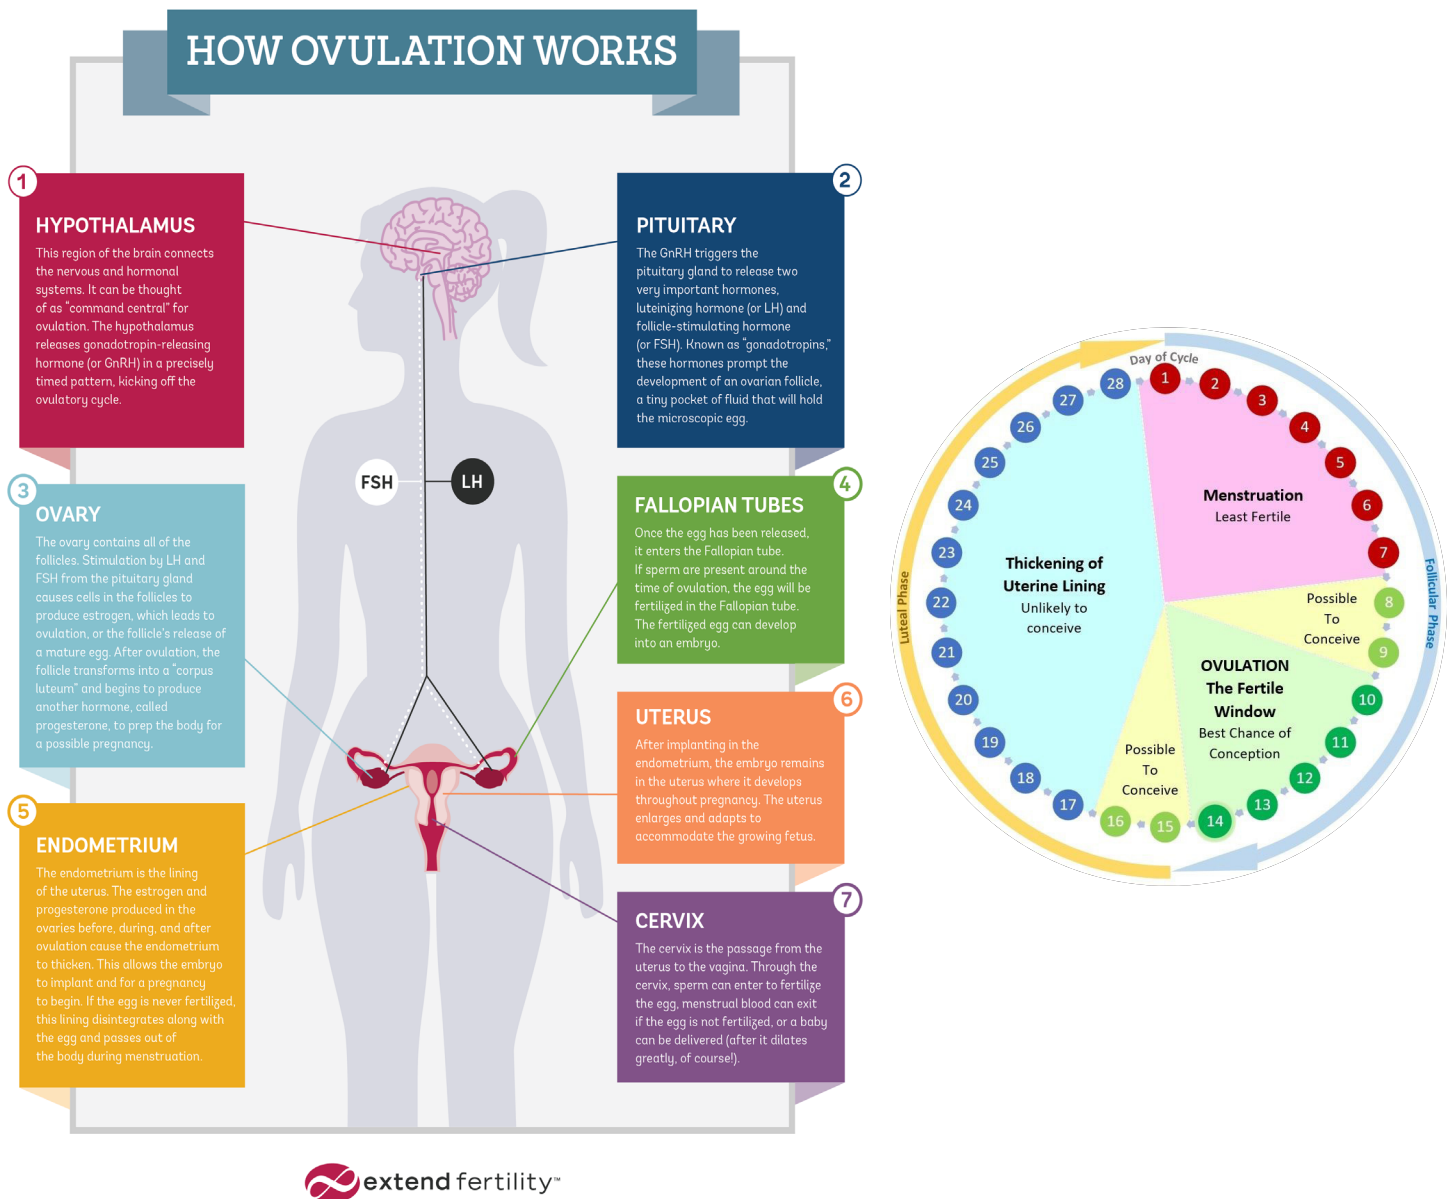 HOW OVULATION WORKS
1
HYPOTHALAMUS
This region of the brain connects
the nervous and hormonal
systems. It can be thought
of as “command central” for
ovulation. The hypothalamus
releases gonadotropin-releasing
hormone (or GnRH) in a precisely
timed pattern, kicking off the
ovulatory cycle.
2
PITUITARY
The GnRH triggers the
pituitary gland to release two
very important hormones,
luteinizing hormone (or LH) and
follicle-stimulating hormone
(or FSH). Known as “gonadotropins,”
these hormones prompt the
development of an ovarian follicle,
a tiny pocket of fluid that will hold
the microscopic egg.
FSH
LH
3
OVARY
The ovary contains all of the
follicles. Stimulation by LH and
FSH from the pituitary gland
causes cells in the follicles to
produce estrogen, which leads to
ovulation, or the follicle’s release of
a mature egg. After ovulation, the
follicle transforms into a “corpus
luteum” and begins to produce
another hormone, called
progesterone, to prep the body for
a possible pregnancy.
4
FALLOPIAN TUBES
Once the egg has been released,
it enters the Fallopian tube.
If sperm are present around the
time of ovulation, the egg will be
fertilized in the Fallopian tube.
The fertilized egg can develop
into an embryo.
5
ENDOMETRIUM
The endometrium is the lining
of the uterus. The estrogen and
progesterone produced in the
ovaries before, during, and after
ovulation cause the endometrium
to thicken. This allows the embryo
to implant and for a pregnancy
to begin. If the egg is never fertilized,
this lining disintegrates along with
the egg and passes out of
the body during menstruation.
6
UTERUS
After implanting in the
endometrium, the embryo remains
in the uterus where it develops
throughout pregnancy. The uterus
enlarges and adapts to
accommodate the growing fetus.
7
CERVIX
The cervix is the passage from the
uterus to the vagina. Through the
cervix, sperm can enter to fertilize
the egg, menstrual blood can exit
if the egg is not fertilized, or a baby
can be delivered (after it dilates
greatly, of course!).
extend fertility™
Day of Cycle
1
2
3
4
5
6
7
8
9
10
11
12
13
14
15
16
17
18
19
20
21
22
23
24
25
26
27
28
Menstruation
Least Fertile
Possible
To
Conceive
OVULATION
The Fertile
Window
Best Chance of
Conception
Possible
To
Conceive
Thickening of
Uterine Lining
Unlikely to
conceive
Luteal Phase
Follicular Phase